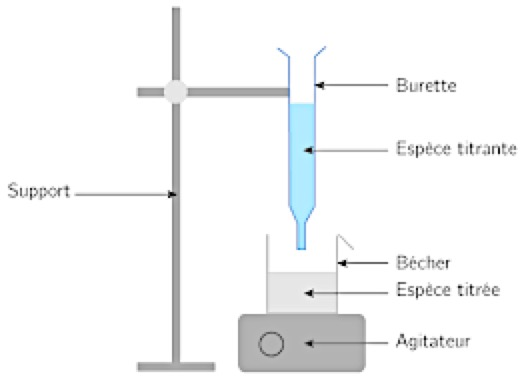 Burette
Espèce titrante
Support
Bécher
Espèce titrée
Agitateur